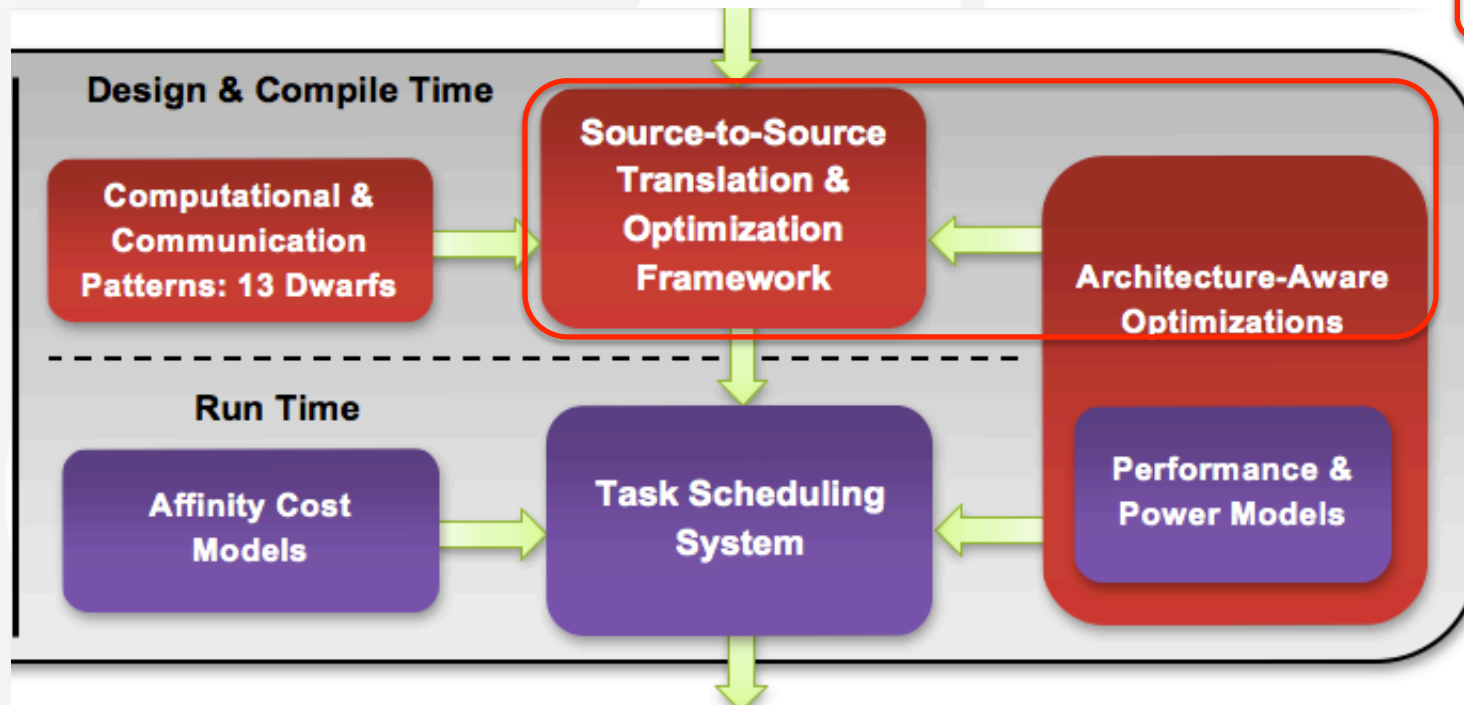 Design & Compile Time
Source-to-Source
Translation &
Optimization
Framework
Computational &
Communication
Patterns: 13 Dwarfs
Architecture-Aware
Optimizations
Run Time
Affinity Cost
Models
Task Scheduling
System
Performance &
Power Models